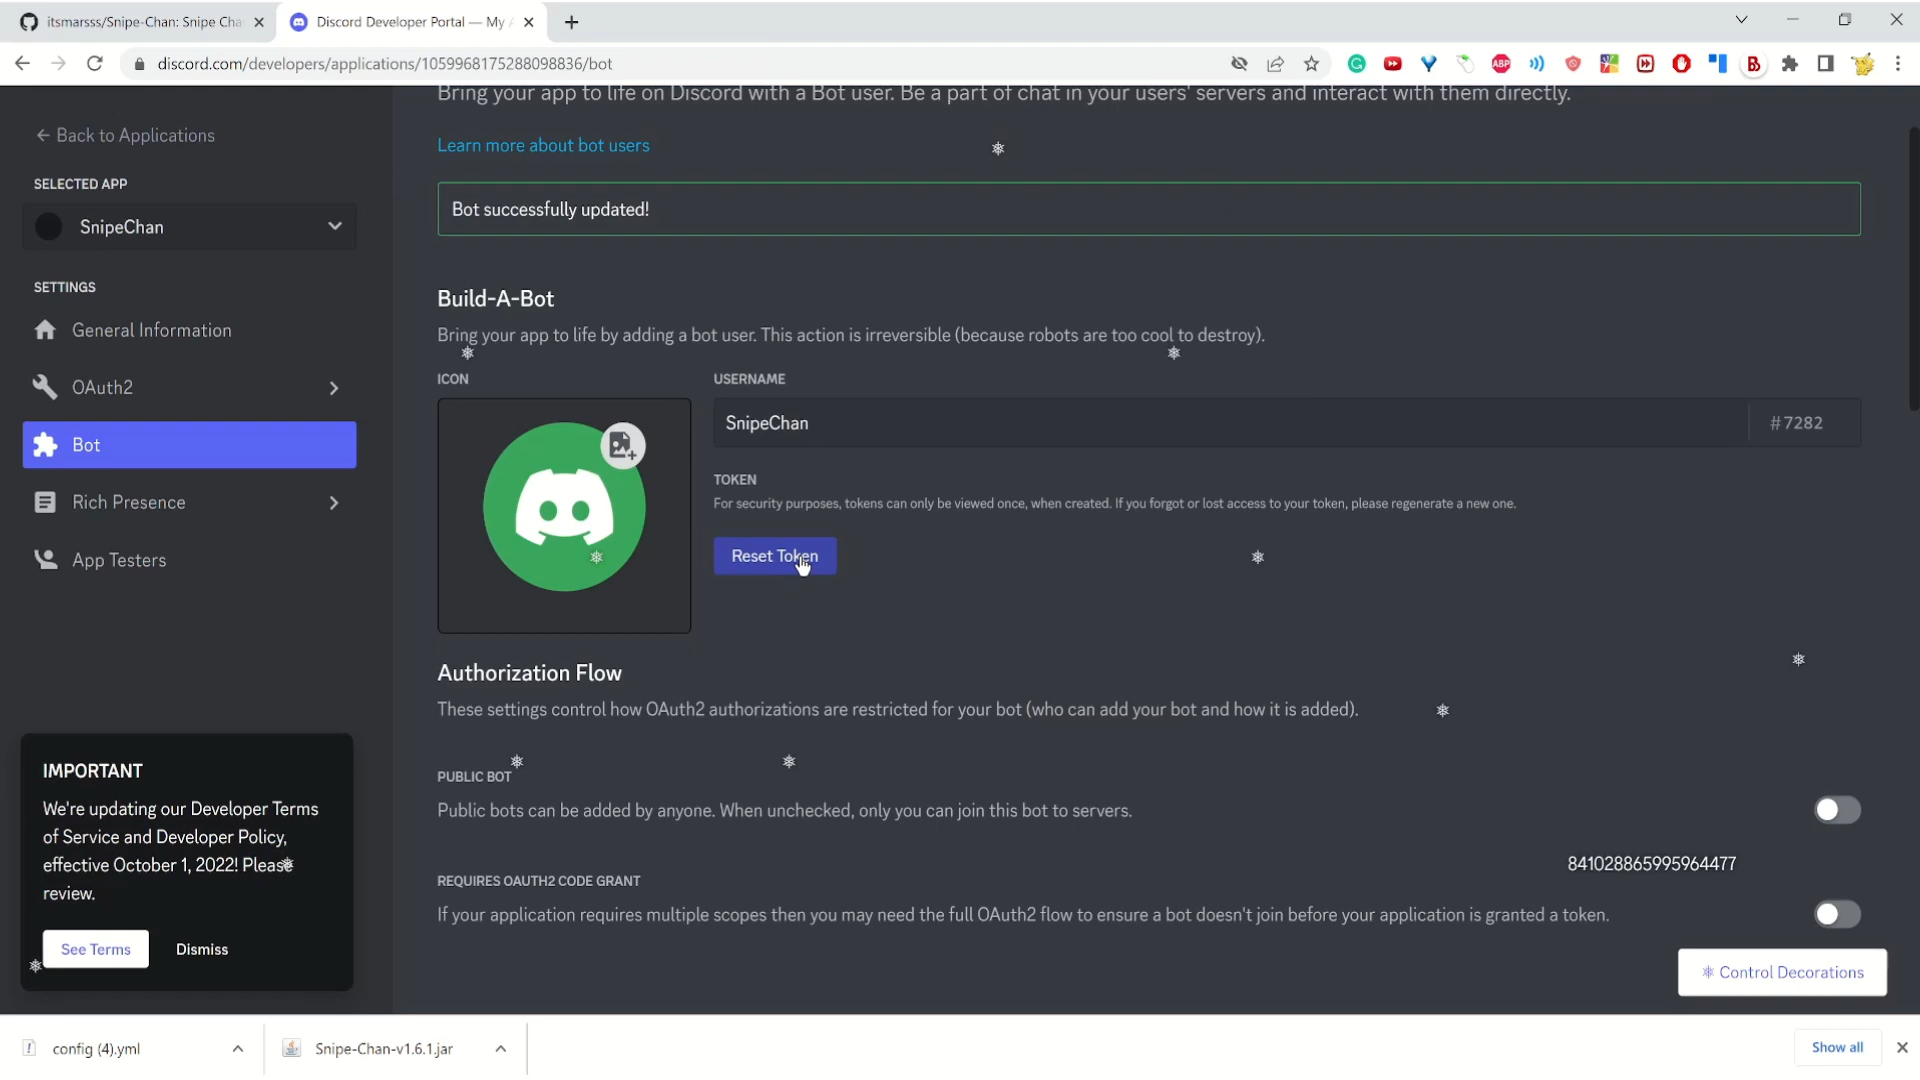 itsmarsss/Snipe-Chan: Snipe Cha
Discord Developer Portal — My A
discord.com/developers/applications/1059968175288098836/bot
ABP
B
Bring your app to life on Discord with a Bot user. Be a part of chat in your users' servers and interact with them directly.
Learn more about bot users
Bot successfully updated!
← Back to Applications
SELECTED APP
SnipeChan
SETTINGS
General Information
OAuth2
Bot
Rich Presence
App Testers
Build-A-Bot
Bring your app to life by adding a bot user. This action is irreversible (because robots are too cool to destroy).
ICON
USERNAME
SnipeChan
#7282
TOKEN
For security purposes, tokens can only be viewed once, when created. If you forgot or lost access to your token, please regenerate a new one.
Reset Token
Authorization Flow
These settings control how OAuth2 authorizations are restricted for your bot (who can add your bot and how it is added).
PUBLIC BOT
Public bots can be added by anyone. When unchecked, only you can join this bot to servers.
841028865995964477
REQUIRES OAUTH2 CODE GRANT
If your application requires multiple scopes then you may need the full OAuth2 flow to ensure a bot doesn't join before your application is granted a token.
Control Decorations
IMPORTANT
We're updating our Developer Terms
of Service and Developer Policy,
effective October 1, 2022! Please
review.
See Terms
Dismiss
config (4).yml
Snipe-Chan-v1.6.1.jar
Show all